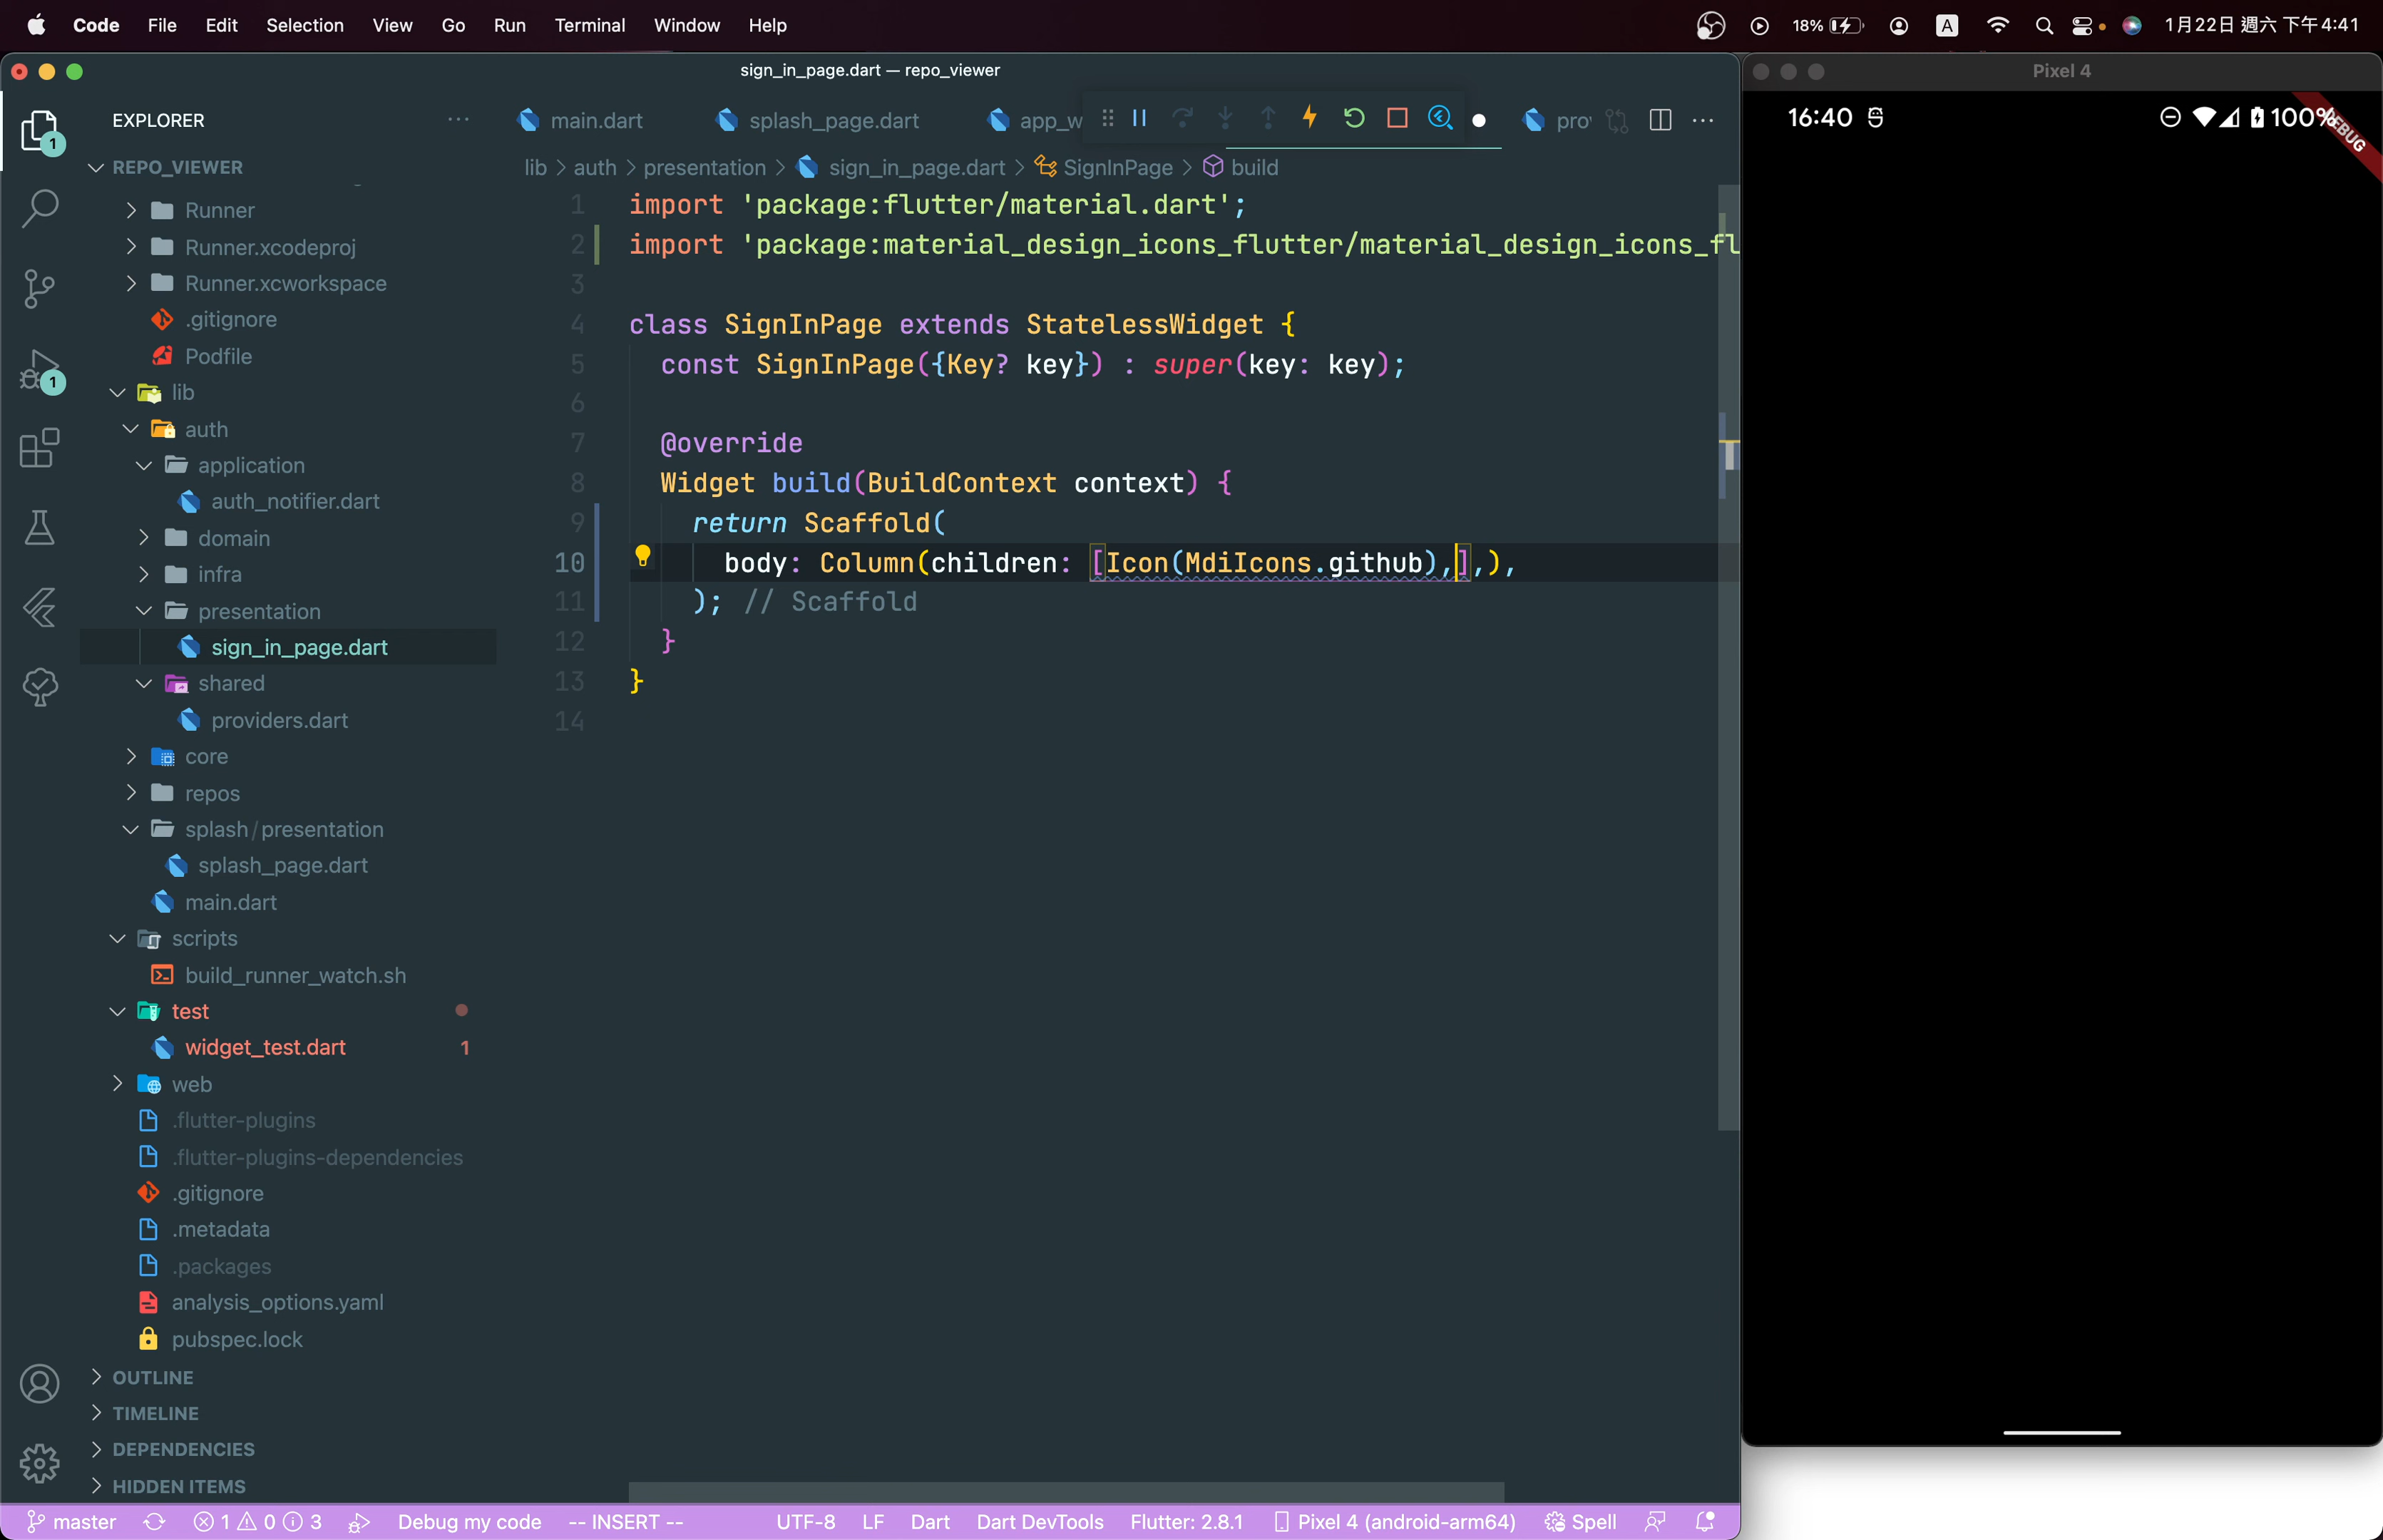 Code File Edit Selection View Go Run Terminal Window Help 18% A 1月22日 週六 下午4:41
sign_in_page.dart — repo_viewer
Pixel 4
EXPLORER
main.dart splash_page.dart app_w pro
16:40 100%
DEBUG
REPO_VIEWER
lib > auth > presentation > sign_in_page.dart > SignInPage > build
Runner
Runner.xcodeproj
Runner.xcworkspace
.gitignore
Podfile
lib
auth
application
auth_notifier.dart
domain
infra
presentation
sign_in_page.dart
shared
providers.dart
core
repos
splash/presentation
splash_page.dart
main.dart
scripts
build_runner_watch.sh
test
widget_test.dart 1
web
.flutter-plugins
.flutter-plugins-dependencies
.gitignore
.metadata
.packages
analysis_options.yaml
pubspec.lock
OUTLINE
TIMELINE
DEPENDENCIES
HIDDEN ITEMS
1 import 'package:flutter/material.dart';
2 import 'package:material_design_icons_flutter/material_design_icons_fl
3
4 class SignInPage extends StatelessWidget {
5 const SignInPage({Key? key}) : super(key: key);
6
7 @override
8 Widget build(BuildContext context) {
9 return Scaffold(
10 body: Column(children: [Icon(MdiIcons.github),],),
11 ); // Scaffold
12 }
13 }
14
1
1
master 1 0 3 Debug my code -- INSERT -- UTF-8 LF Dart Dart DevTools Flutter: 2.8.1 Pixel 4 (android-arm64) Spell